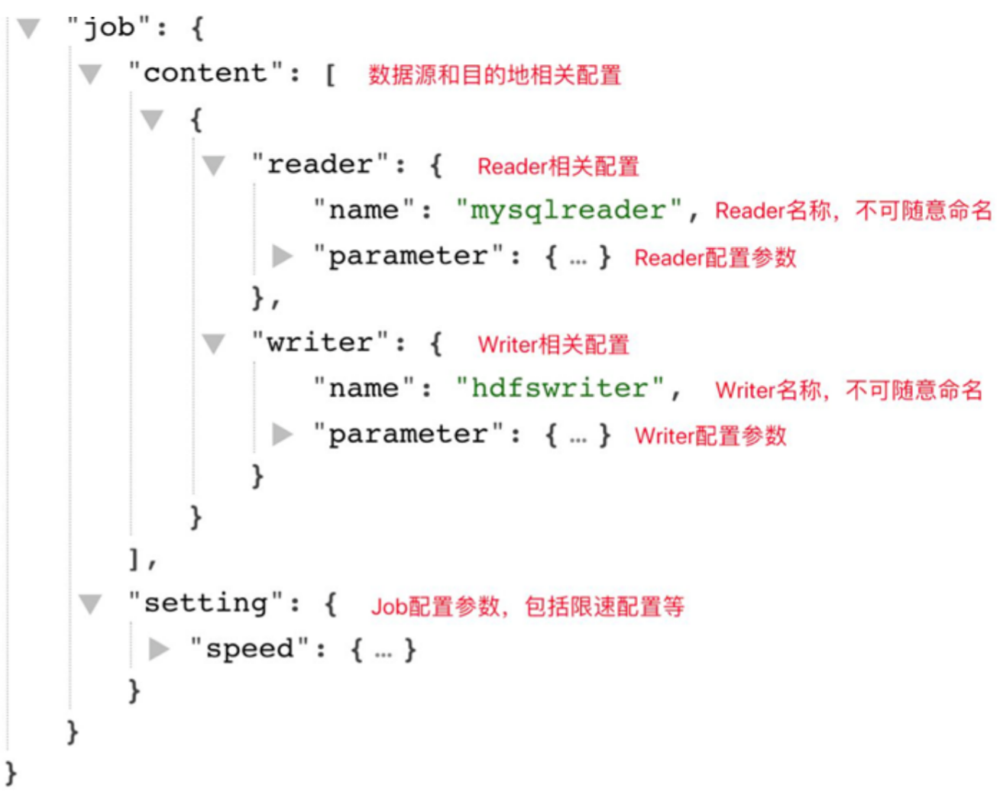 "job": {
"content": [ 数据源和目的地相关配置
{
"reader": { Reader相关配置
"name": "mysqlreader", Reader名称，不可随意命名
"parameter": { … } Reader配置参数
},
"writer": { Writer相关配置
"name": "hdfswriter", Writer名称，不可随意命名
"parameter": { … } Writer配置参数
}
}
],
"setting": { Job配置参数，包括限速配置等
"speed": { … }
}
}
}